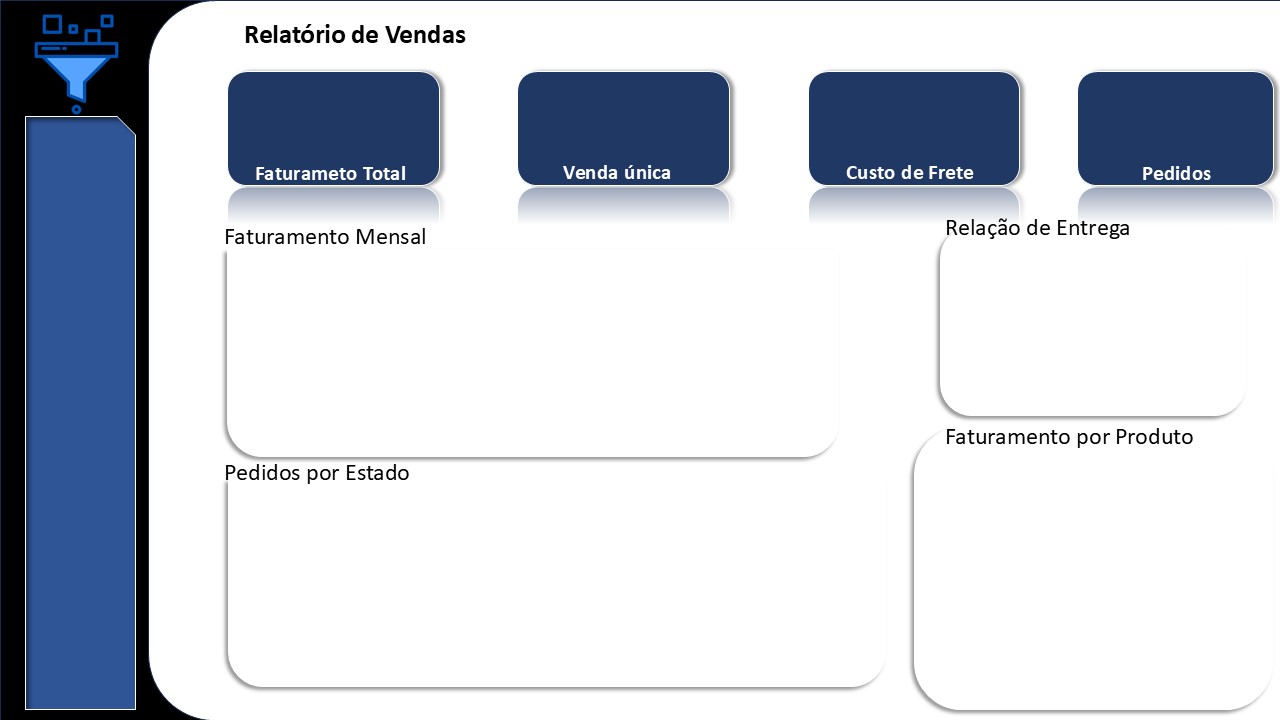 Relatório de Vendas
Faturameto Total
Venda única
Custo de Frete
Pedidos
Faturamento Mensal
Relação de Entrega
Pedidos por Estado
Faturamento por Produto